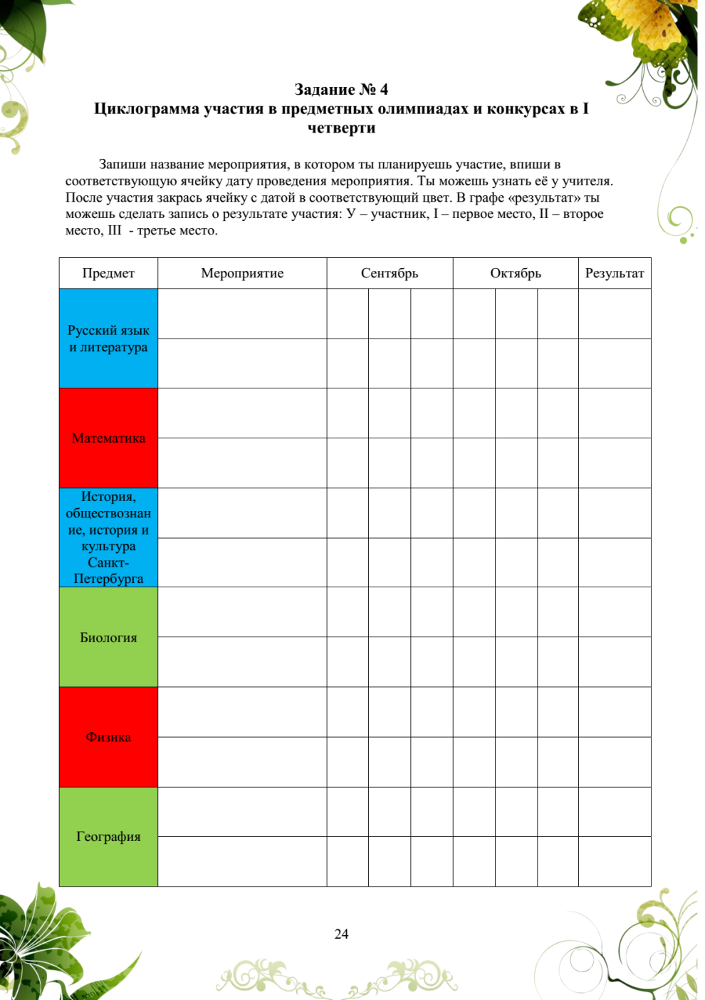 Задание № 4
Циклограмма участия в предметных олимпиадах и конкурсах в I
четверти
Запиши название мероприятия, в котором ты планируешь участие, впиши в
соответствующую ячейку дату проведения мероприятия. Ты можешь узнать её у учителя.
После участия закрась ячейку с датой в соответствующий цвет. В графе «результат» ты
можешь сделать запись о результате участия: У – участник, I – первое место, II – второе
место, III  - третье место.
Предмет Мероприятие Сентябрь Октябрь Результат
Русский язык
и литература
Математика
История,
обществознан
ие, история и
культура
Санкт-
Петербурга
Биология
Физика
География
24